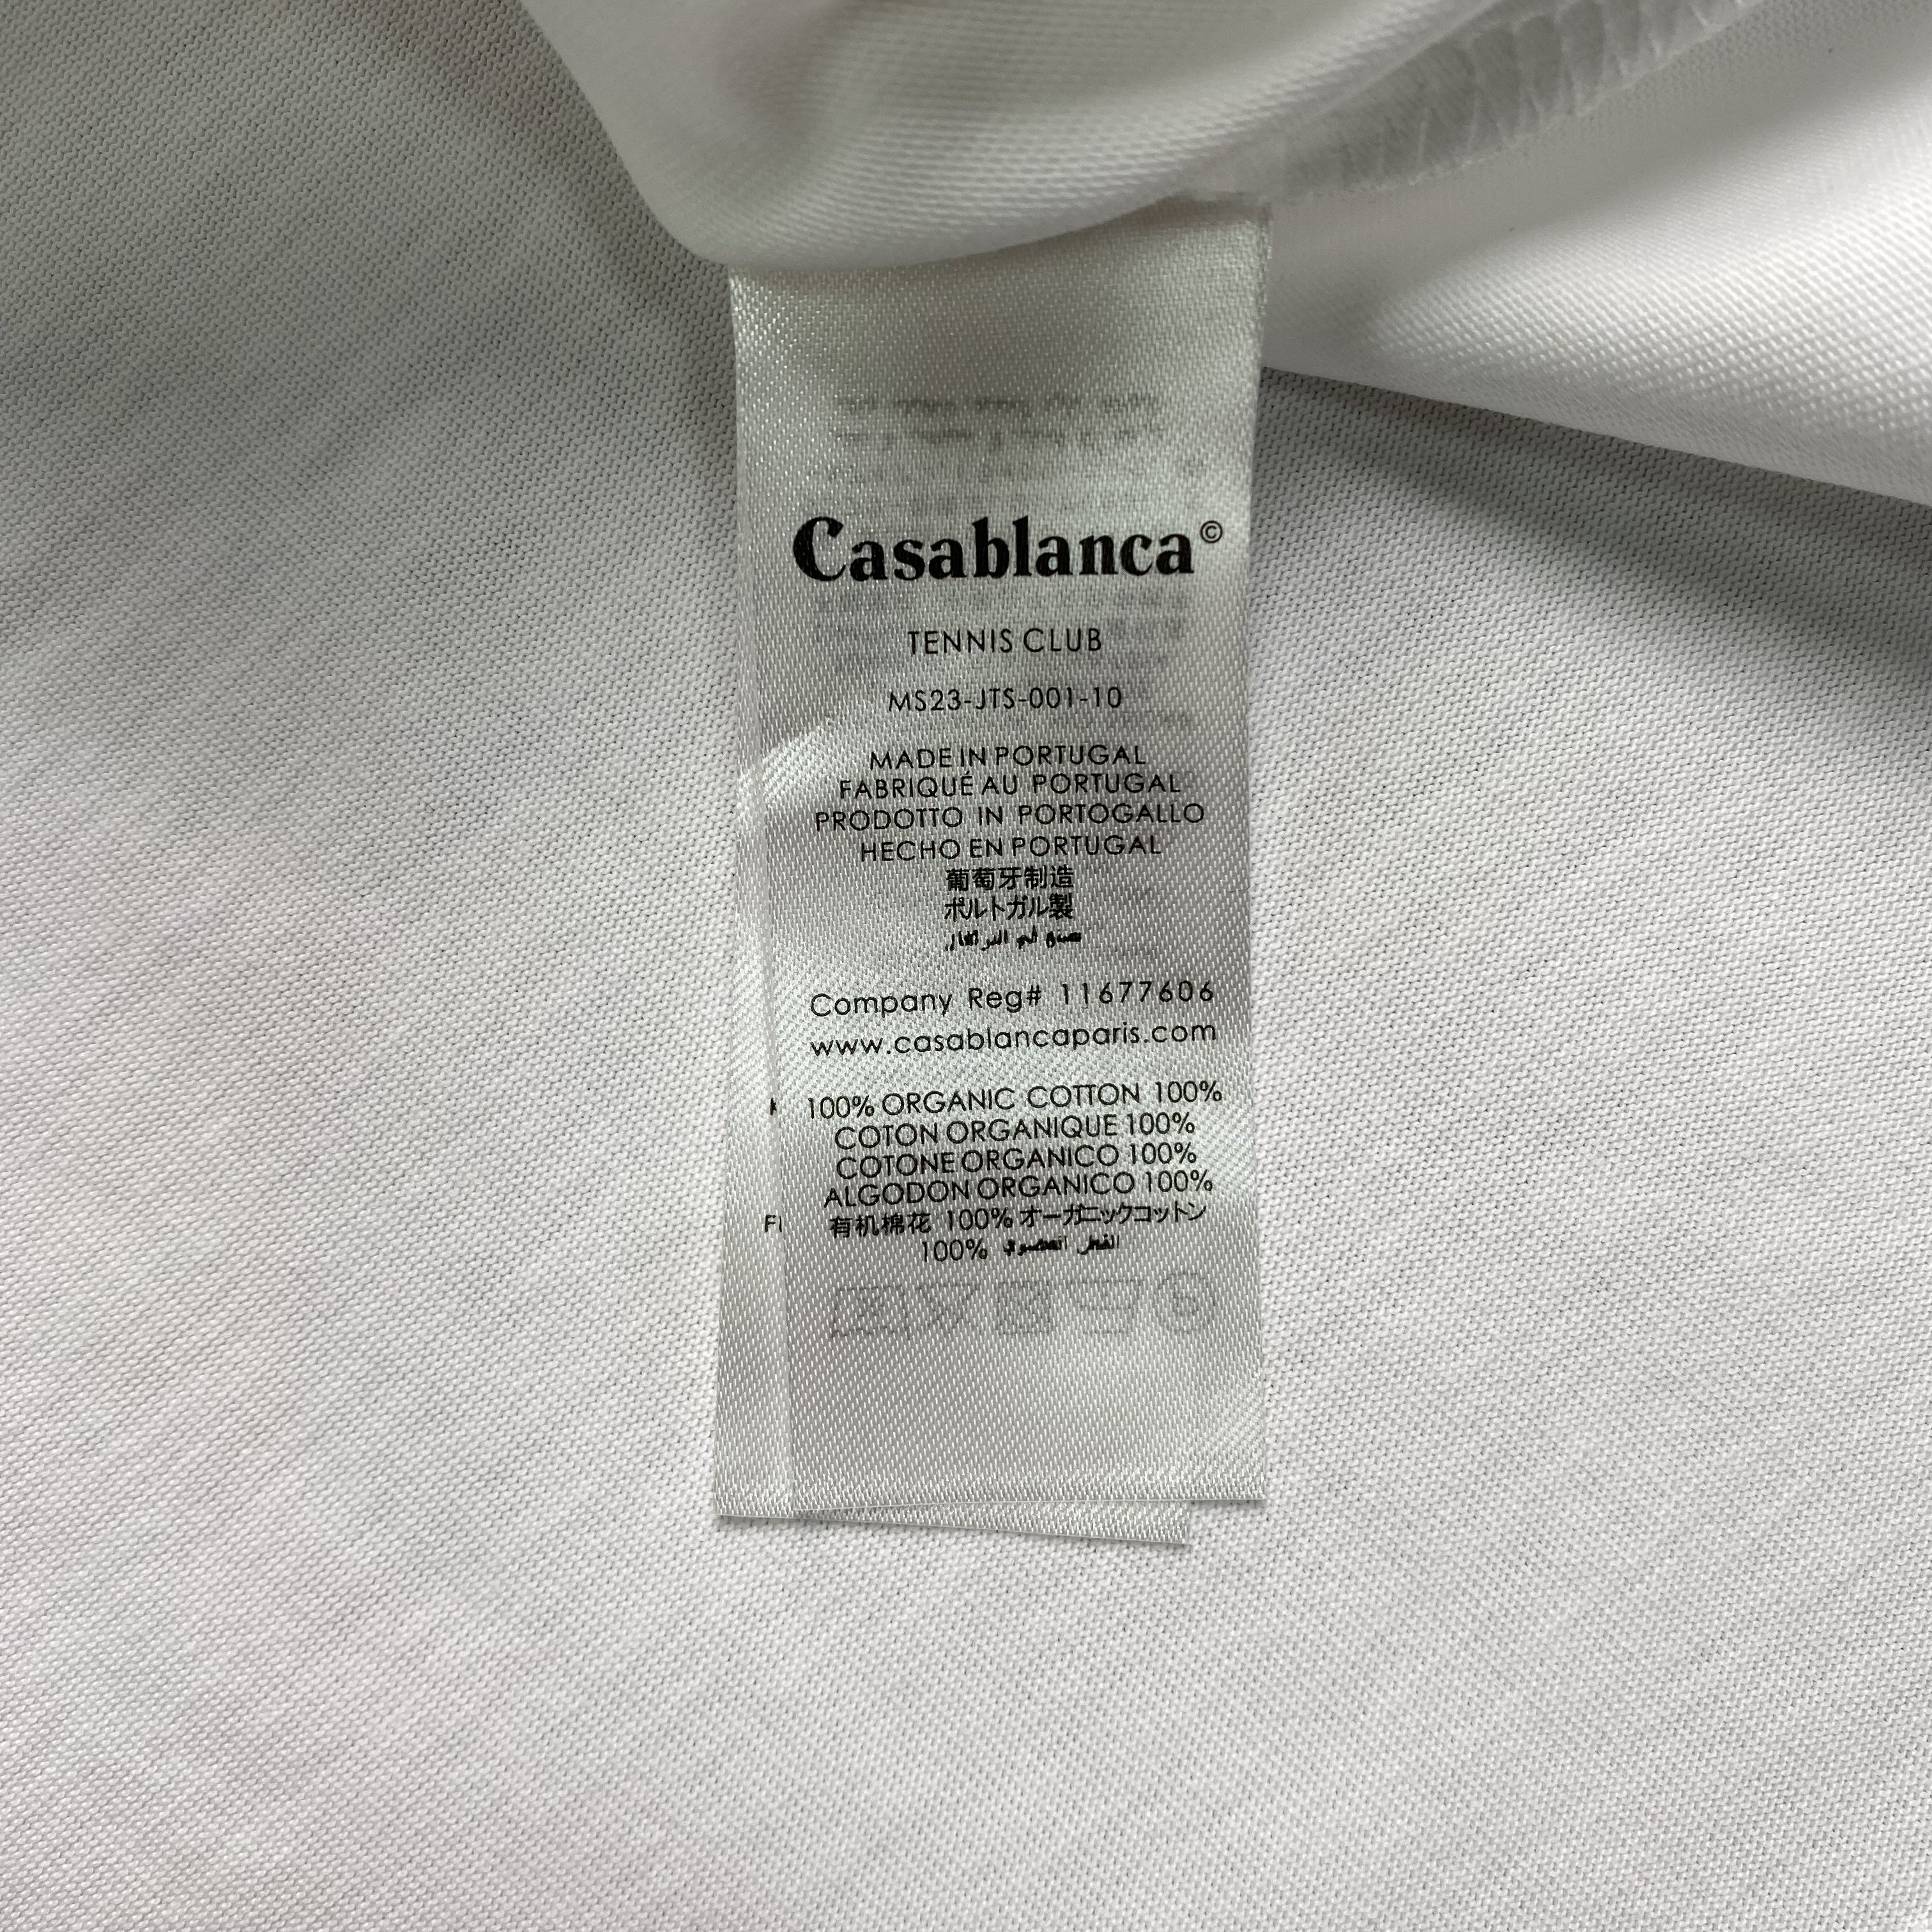 Casablanca©
TENNIS CLUB
MS23-JTS-001-10
MADE IN PORTUGAL
FABRIQUÉ AU PORTUGAL
PRODOTTO IN PORTOGALLO
HECHO EN PORTUGAL
葡萄牙制造
ポルトガル製
Company Reg# 11677606
www.casablancaparis.com
100% ORGANIC COTTON 100%
COTON ORGANIQUE 100%
COTONE ORGANICO 100%
ALGODON ORGANICO 100%
有机棉花 100% オーガニックコットン
100%